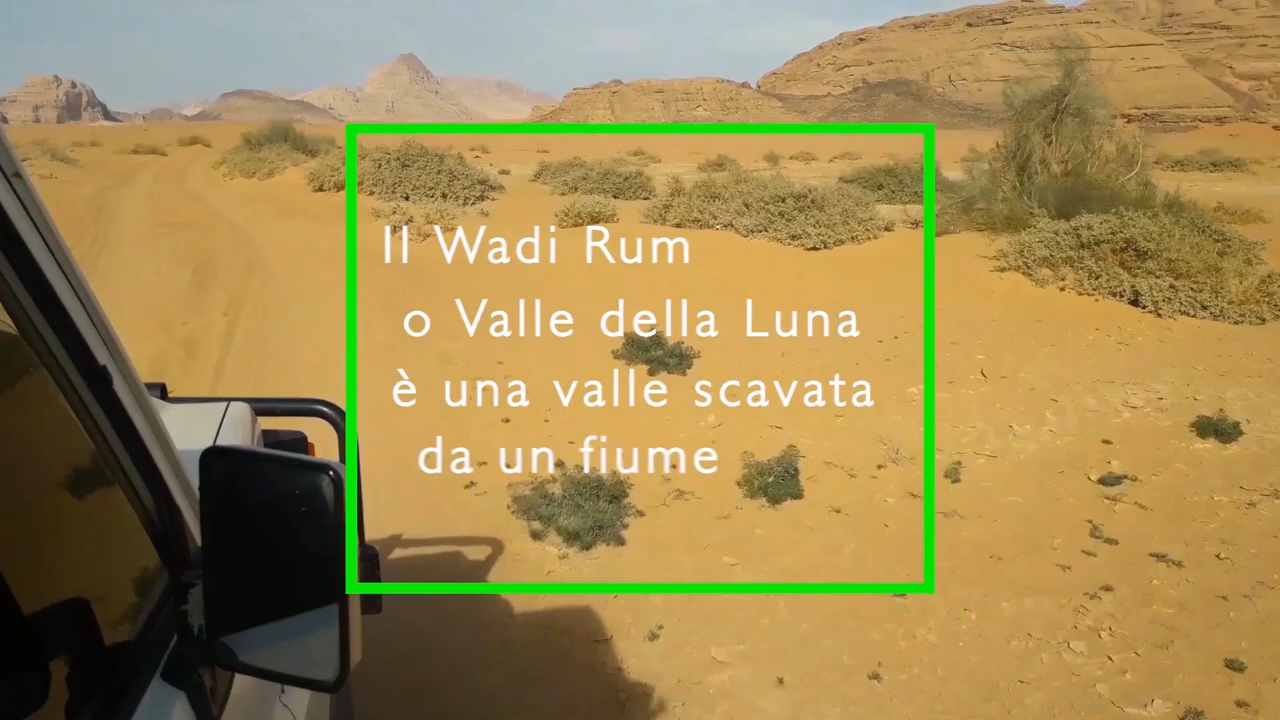 Il Wadi Rum
o Valle della Luna
è una valle scavata
da un fiume